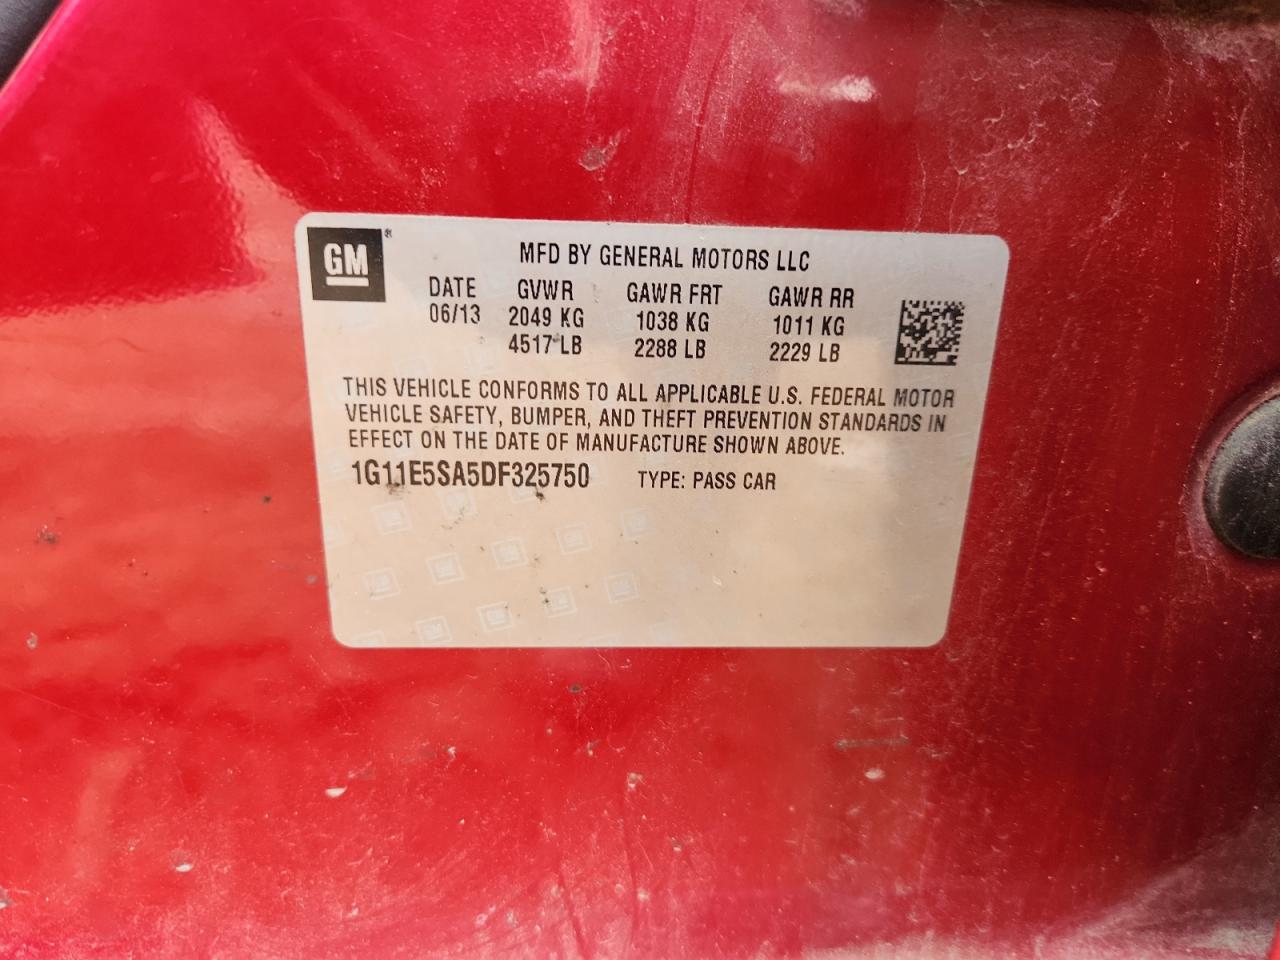 GM®
MFD BY GENERAL MOTORS LLC
DATE GVWR GAWR FRT GAWR RR
06/13 2049 KG 1038 KG 1011 KG
4517 LB 2288 LB 2229 LB
THIS VEHICLE CONFORMS TO ALL APPLICABLE U.S. FEDERAL MOTOR
VEHICLE SAFETY, BUMPER, AND THEFT PREVENTION STANDARDS IN
EFFECT ON THE DATE OF MANUFACTURE SHOWN ABOVE.
1G11E5SA5DF325750 TYPE: PASS CAR